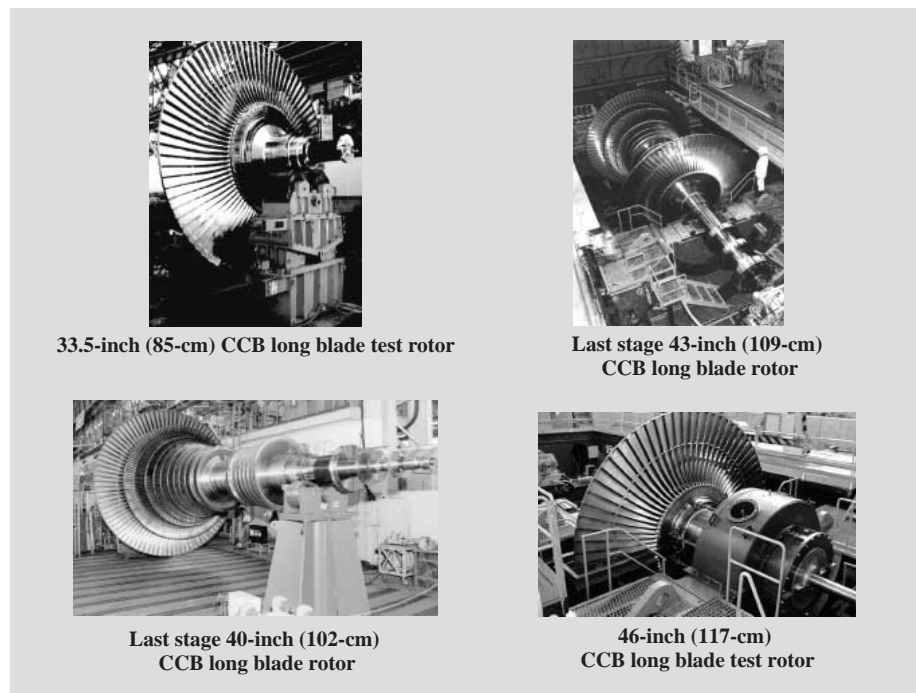 33.5-inch (85-cm) CCB long blade test rotor
Last stage 43-inch (109-cm)
CCB long blade rotor
Last stage 40-inch (102-cm)
CCB long blade rotor
46-inch (117-cm)
CCB long blade test rotor